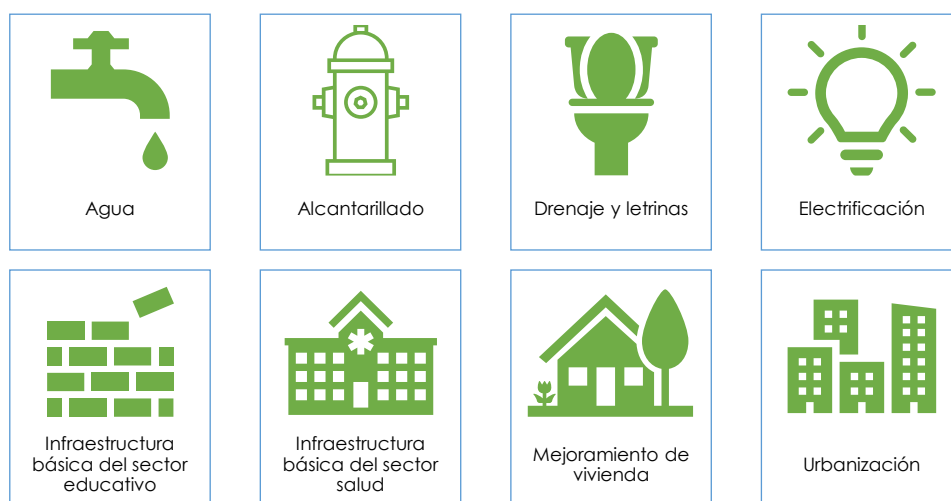 Agua
Alcantarillado
Drenaje y letrinas
Electrificación
Infraestructura
básica del sector
educativo
Infraestructura
básica del sector
salud
Mejoramiento de
vivienda
Urbanización